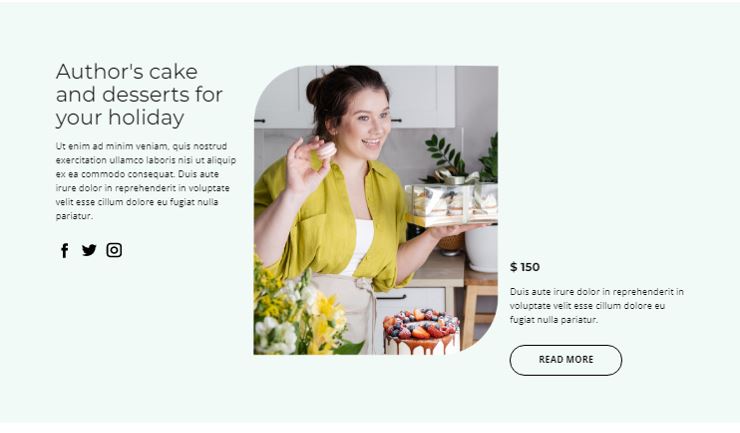 Author's cake
and desserts for
your holiday
Ut enim ad minim veniam, quis nostrud
exercitation ullamco laboris nisi ut aliquip
ex ea commodo consequat. Duis aute
irure dolor in reprehenderit in voluptate
velit esse cillum dolore eu fugiat nulla
pariatur.
$ 150
Duis aute irure dolor in reprehenderit in
voluptate velit esse cillum dolore eu
fugiat nulla pariatur.
READ MORE